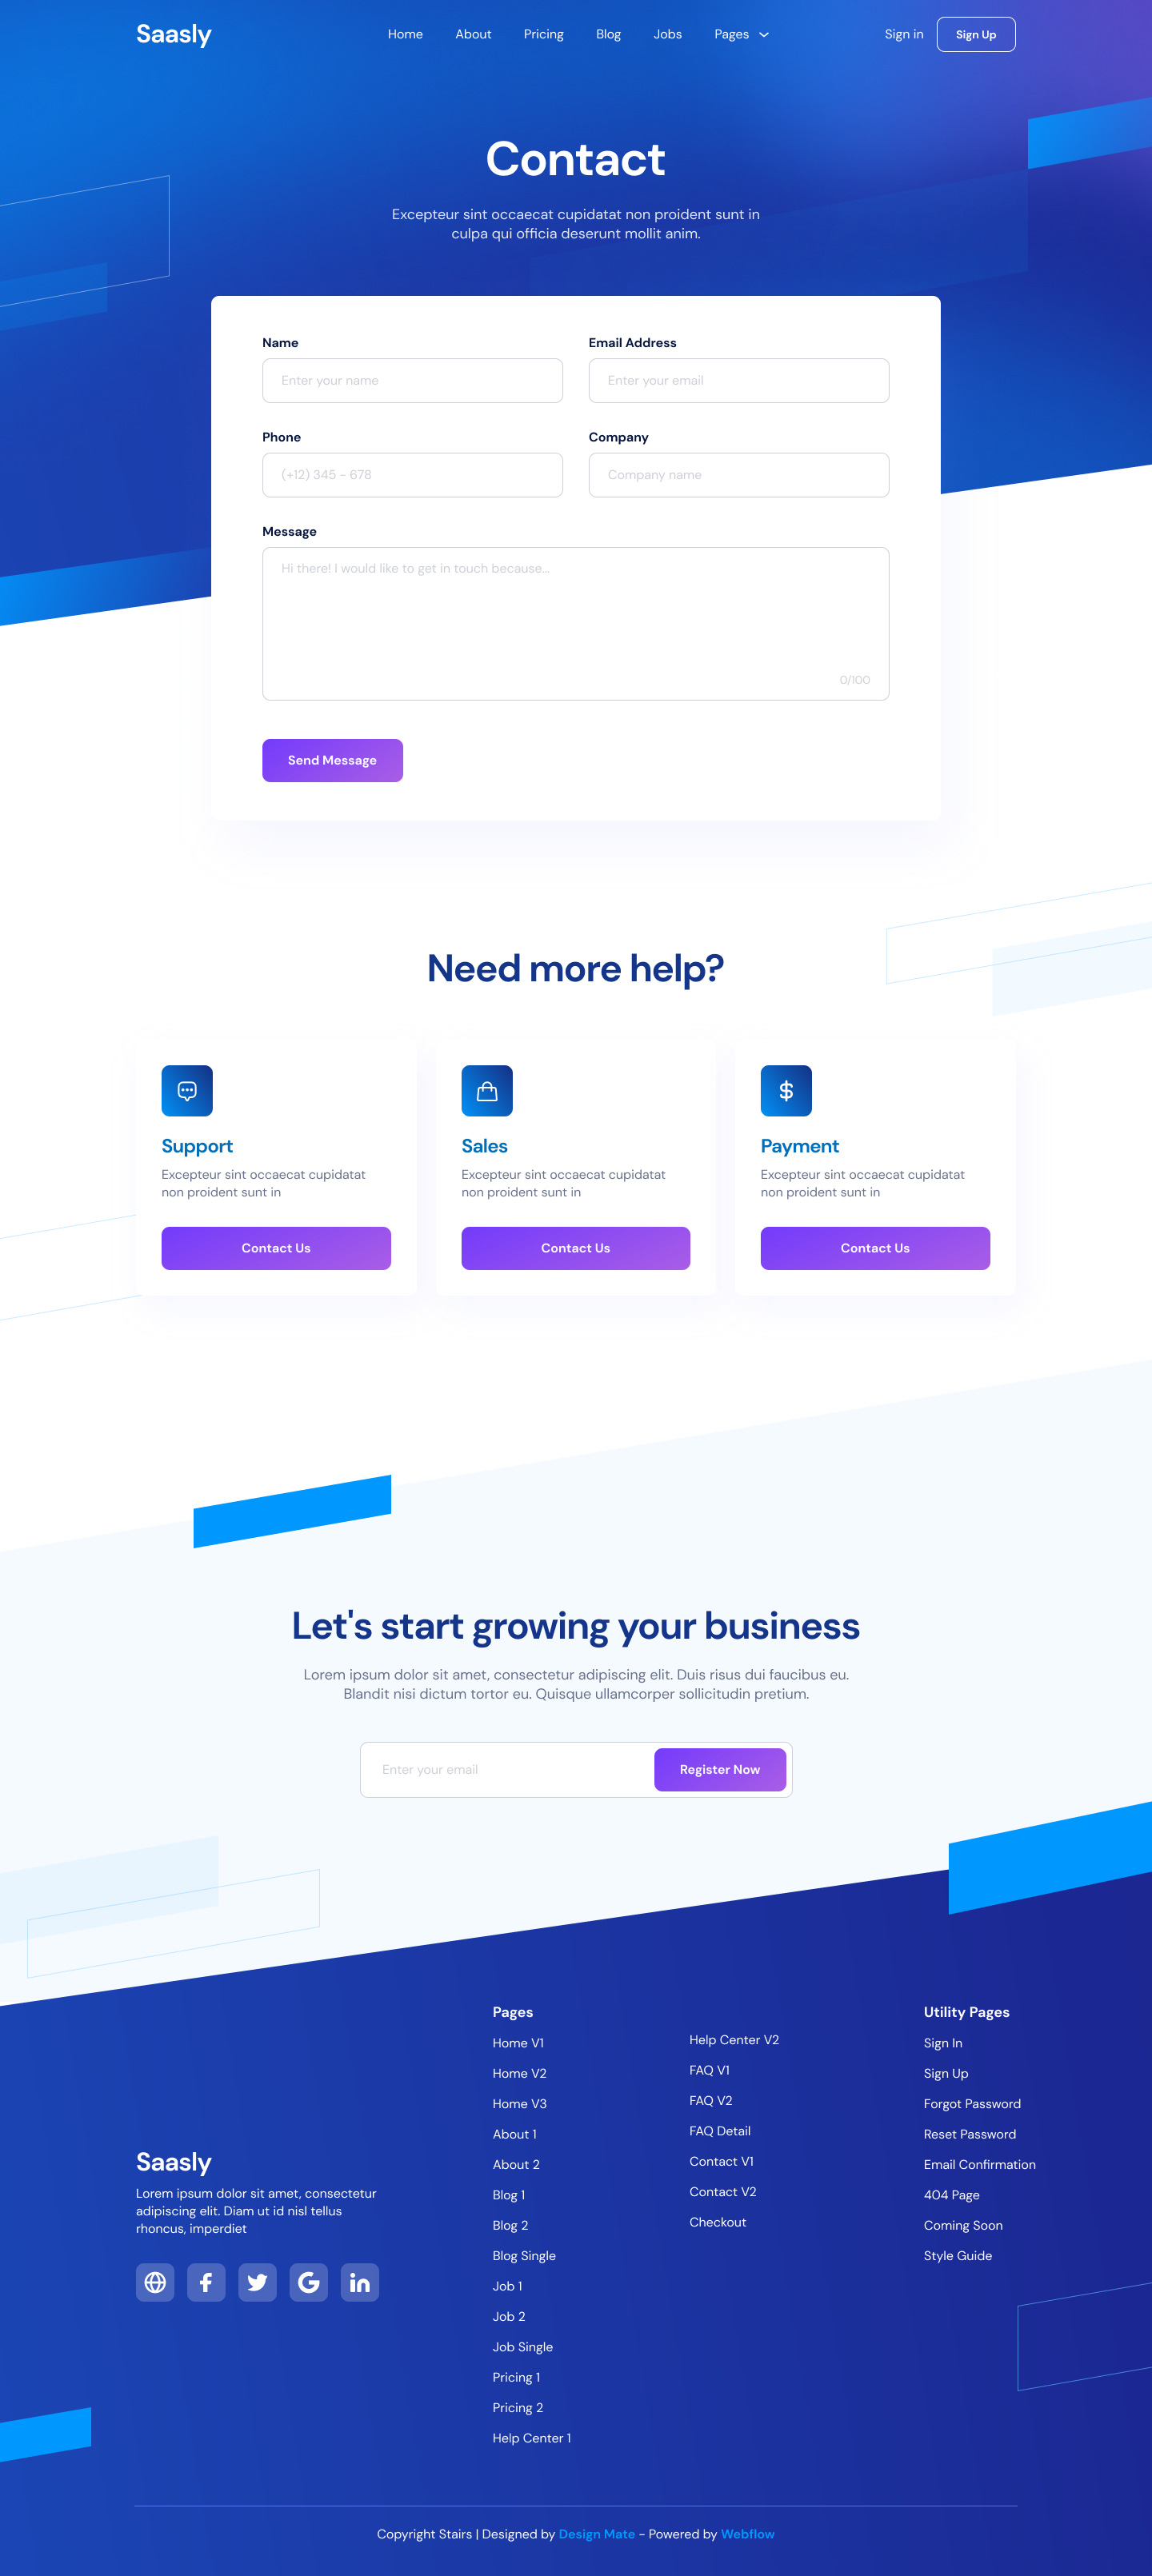 Saasly
Home
About
Pricing
Blog
Jobs
Pages
Sign in
Sign Up
Contact
Excepteur sint occaecat cupidatat non proident sunt in
culpa qui officia deserunt mollit anim.
Name
Enter your name
Email Address
Enter your email
Phone
(+12) 345 - 678
Company
Company name
Message
Hi there! I would like to get in touch because...
0/100
Send Message
Need more help?
Support
Excepteur sint occaecat cupidatat
non proident sunt in
Contact Us
Sales
Excepteur sint occaecat cupidatat
non proident sunt in
Contact Us
Payment
Excepteur sint occaecat cupidatat
non proident sunt in
Contact Us
Let's start growing your business
Lorem ipsum dolor sit amet, consectetur adipiscing elit. Duis risus dui faucibus eu.
Blandit nisi dictum tortor eu. Quisque ullamcorper sollicitudin pretium.
Enter your email
Register Now
Saasly
Lorem ipsum dolor sit amet, consectetur
adipiscing elit. Diam ut id nisl tellus
rhoncus, imperdiet
Pages
Home V1
Home V2
Home V3
About 1
About 2
Blog 1
Blog 2
Blog Single
Job 1
Job 2
Job Single
Pricing 1
Pricing 2
Help Center 1
Help Center V2
FAQ V1
FAQ V2
FAQ Detail
Contact V1
Contact V2
Checkout
Utility Pages
Sign In
Sign Up
Forgot Password
Reset Password
Email Confirmation
404 Page
Coming Soon
Style Guide
Copyright Stairs | Designed by Design Mate - Powered by Webflow